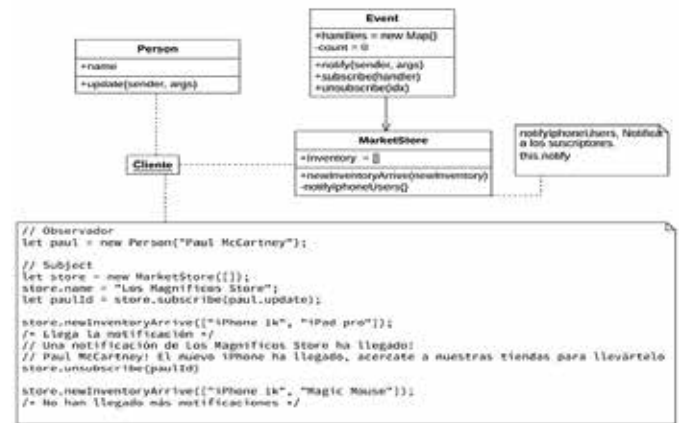 Event
+handlers = new Map()
-count = 0
+notify(sender, args)
+subscribe(handler)
+unsubscribe(idx)
Person
+name
+update(sender, args)
MarketStore
+Inventory = []
+newInventoryArrive(newInventory)
-notifyIphoneUsers()
Cliente
notifyIphoneUsers, Notifica
a los suscriptores.
this.notify
// Observador
let paul = new Person("Paul McCartney");
// Subject
let store = new MarketStore([]);
store.name = "Los Magnificos Store";
let paulId = store.subscribe(paul.update);
store.newInventoryArrive(["iPhone 1k", "iPad pro"]);
/* Llega la notificación */
// Una notificación de Los Magnificos Store ha llegado:
// Paul McCartney! El nuevo iPhone ha llegado, acercate a nuestras tiendas para llevártelo
store.unsubscribe(paulId)
store.newInventoryArrive(["iPhone 1k", "Magic Mouse"]);
/* No han llegado más notificaciones */